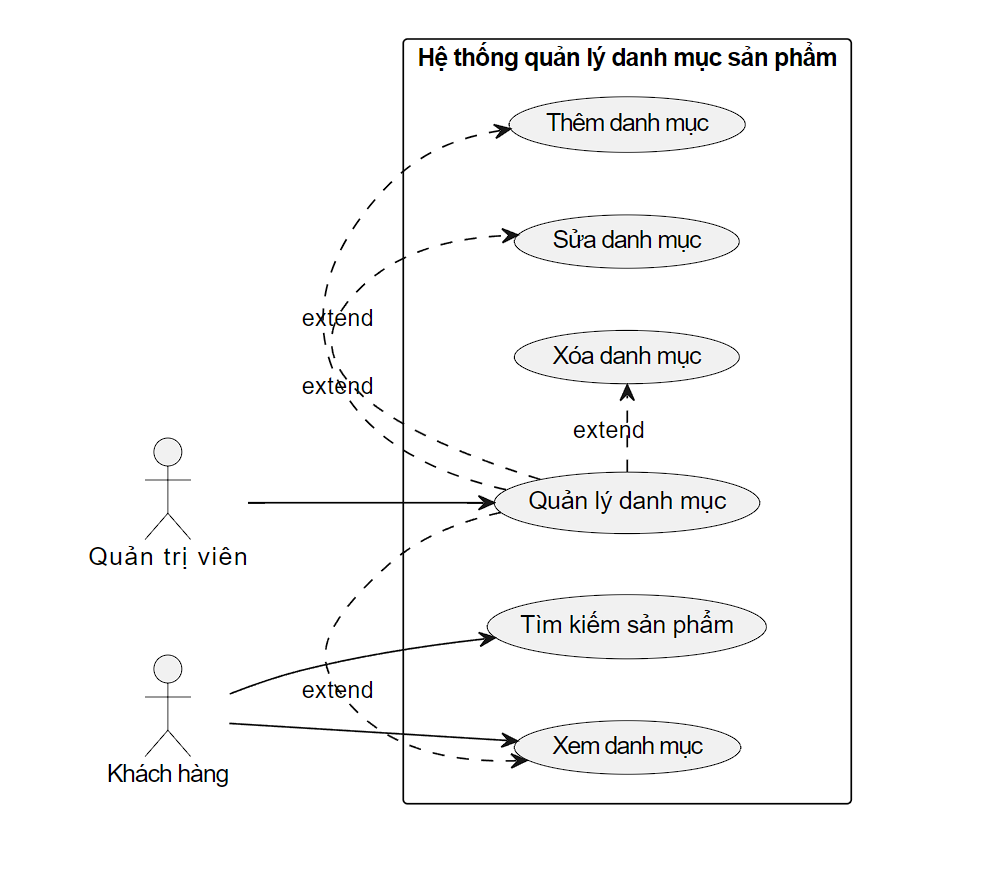 Hệ thống quản lý danh mục sản phẩm
Thêm danh mục
Sửa danh mục
extend
Xóa danh mục
extend
extend
Quản lý danh mục
Quản trị viên
Tìm kiếm sản phẩm
extend
Xem danh mục
Khách hàng